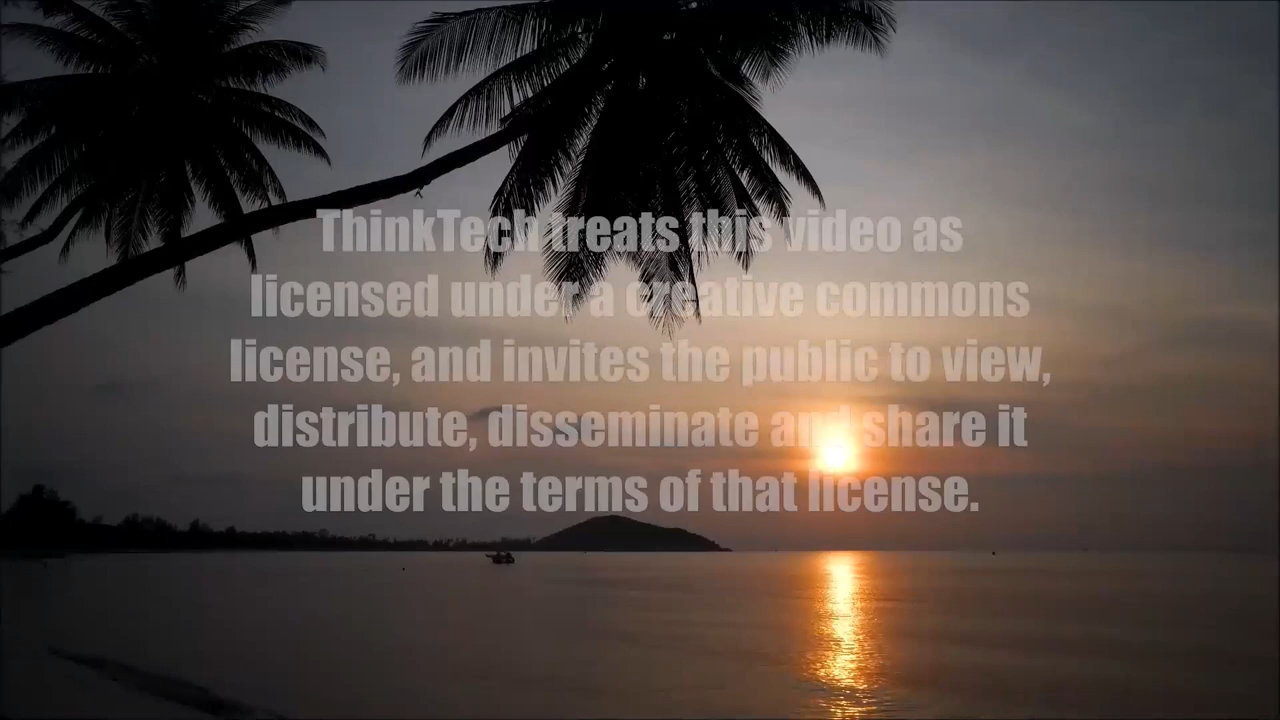 ThinkTech treats this video as
licensed under a creative commons
license, and invites the public to view,
distribute, disseminate and share it
under the terms of that license.